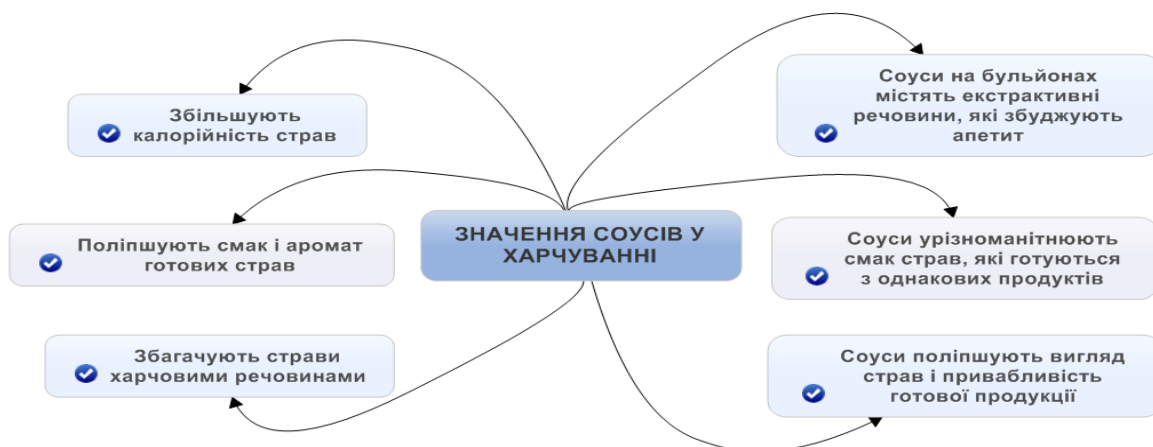 Збільшують
калорійність страв
Поліпшують смак і аромат
готових страв
Збагачують страви
харчовими речовинами
ЗНАЧЕННЯ СОУСІВ У
ХАРЧУВАННІ
Соуси на бульйонах
містять екстрактивні
речовини, які збуджують
апетит
Соуси урізноманітнюють
смак страв, які готуються
з однакових продуктів
Соуси поліпшують вигляд
страв і привабливість
готової продукції